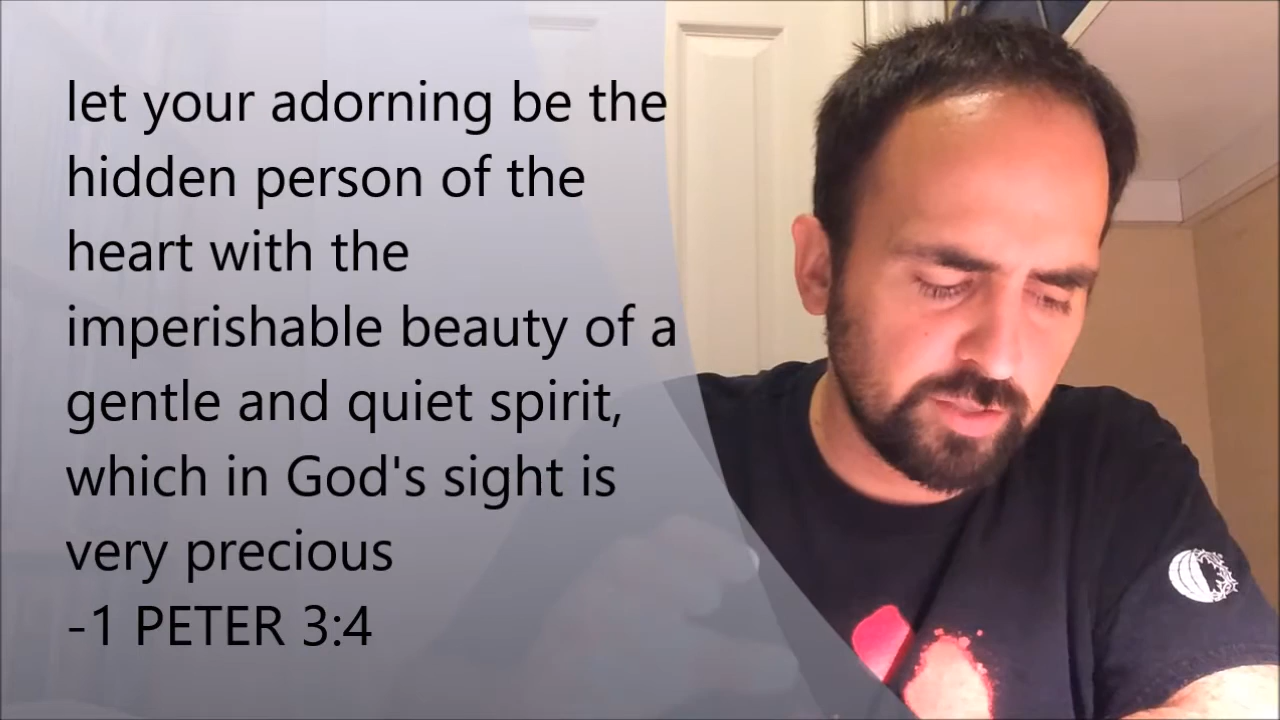 let your adorning be the
hidden person of the
heart with the
imperishable beauty of a
gentle and quiet spirit,
which in God's sight is
very precious
-1 PETER 3:4